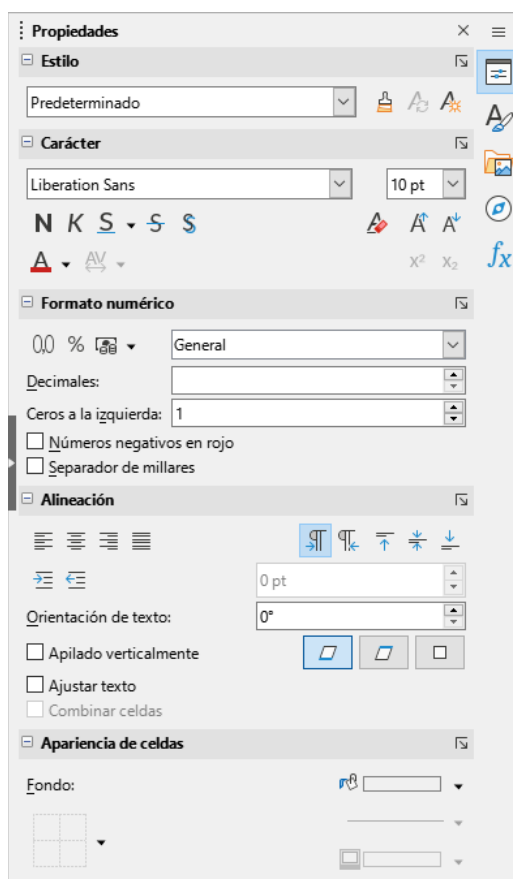 Propiedades
Estilo
Predeterminado
Carácter
Liberation Sans 10 pt
N K S S S
A AV x² x₂
Formato numérico
0,0 % General
Decimales:
Ceros a la izquierda: 1
Números negativos en rojo
Separador de millares
Alineación
0 pt
Orientación de texto: 0°
Apilado verticalmente
Ajustar texto
Combinar celdas
Apariencia de celdas
Fondo: